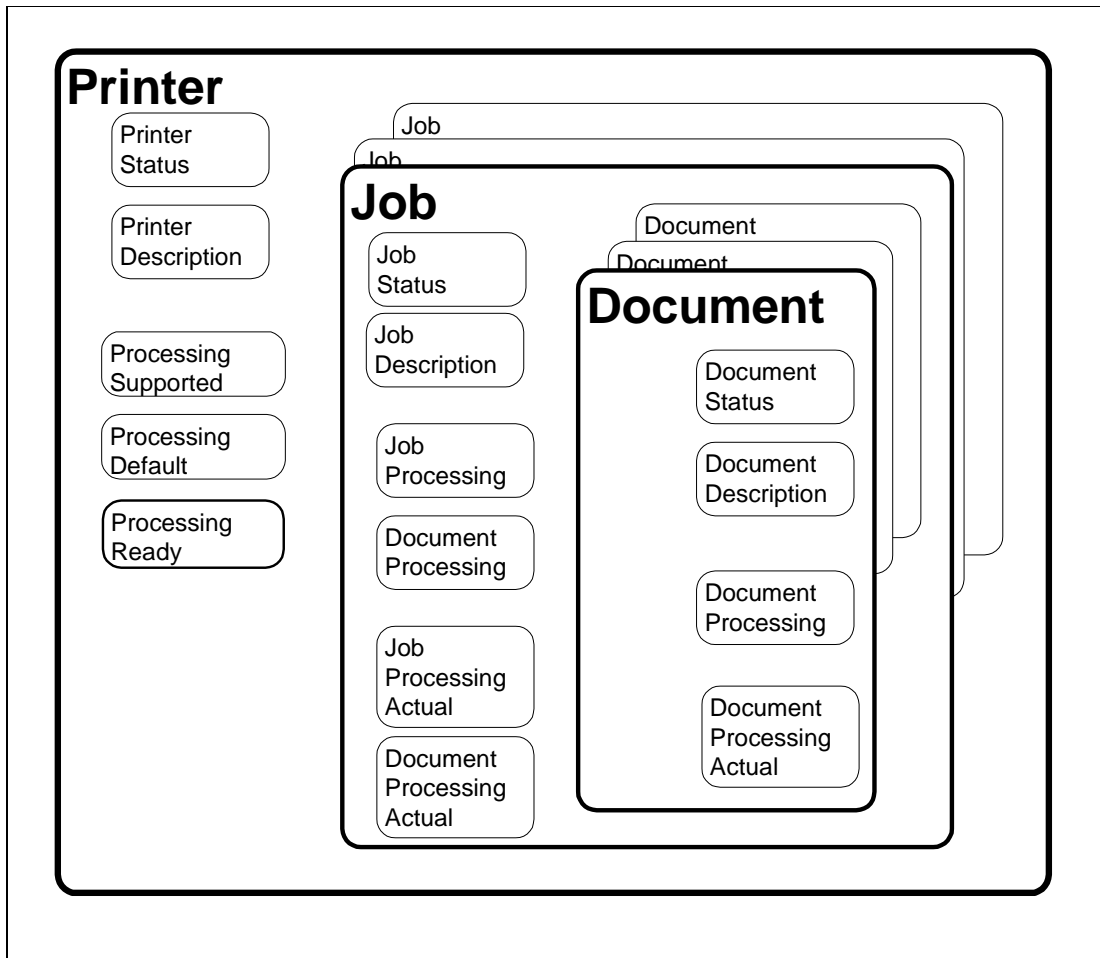 Printer
Printer
Status
Printer
Description
Processing
Supported
Processing
Default
Processing
Ready
Job
Job
Job
Job
Status
Job
Description
Job
Processing
Document
Processing
Job
Processing
Actual
Document
Processing
Actual
Document
Document
Document
Document
Status
Document
Description
Document
Processing
Document
Processing
Actual